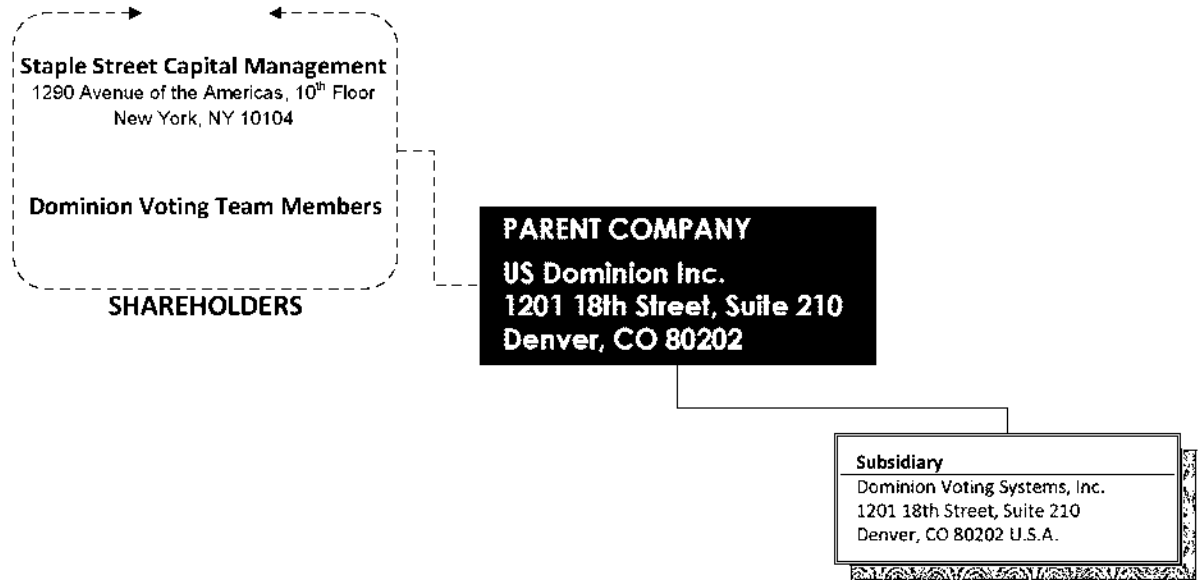 Staple Street Capital Management
1290 Avenue of the Americas, 10th Floor
New York, NY 10104
Dominion Voting Team Members
SHAREHOLDERS
PARENT COMPANY
US Dominion Inc.
1201 18th Street, Suite 210
Denver, CO 80202
Subsidiary
Dominion Voting Systems, Inc.
1201 18th Street, Suite 210
Denver, CO 80202 U.S.A.